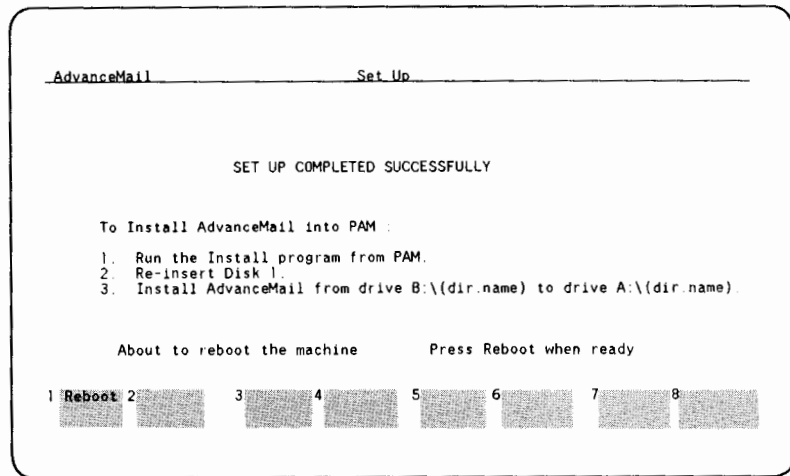 AdvanceMail Set Up
SET UP COMPLETED SUCCESSFULLY
To Install AdvanceMail into PAM :
1. Run the Install program from PAM.
2. Re-insert Disk 1.
3. Install AdvanceMail from drive B:\(dir.name) to drive A:\(dir.name).
About to reboot the machine Press Reboot when ready
1 Reboot 2 3 4 5 6 7 8